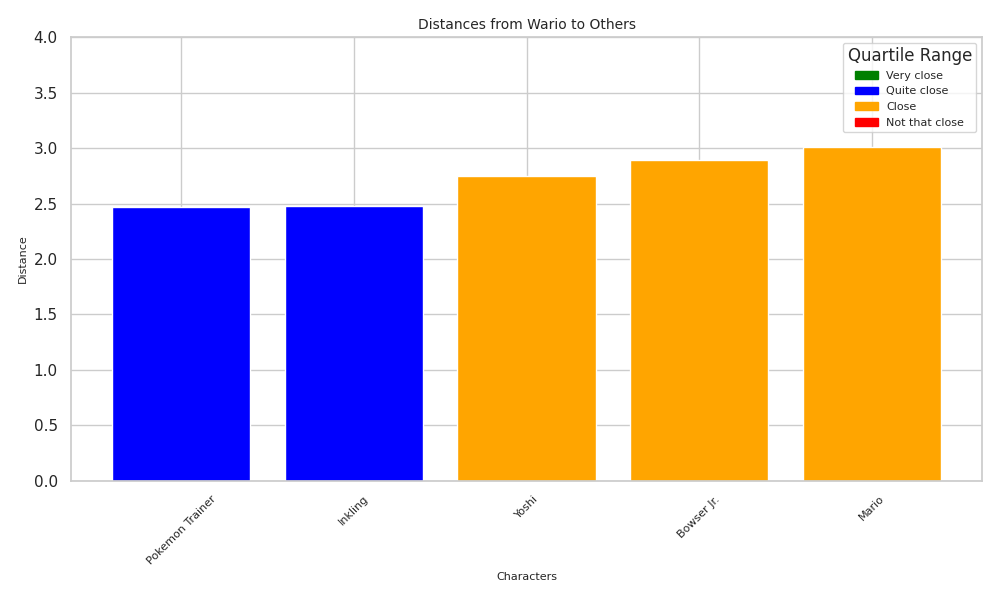 Distances from Wario to Others
4.0
3.5
3.0
2.5
2.0
1.5
1.0
0.5
0.0
Distance
Quartile Range
Very close
Quite close
Close
Not that close
Pokemon Trainer
Inkling
Yoshi
Bowser Jr.
Mario
Characters